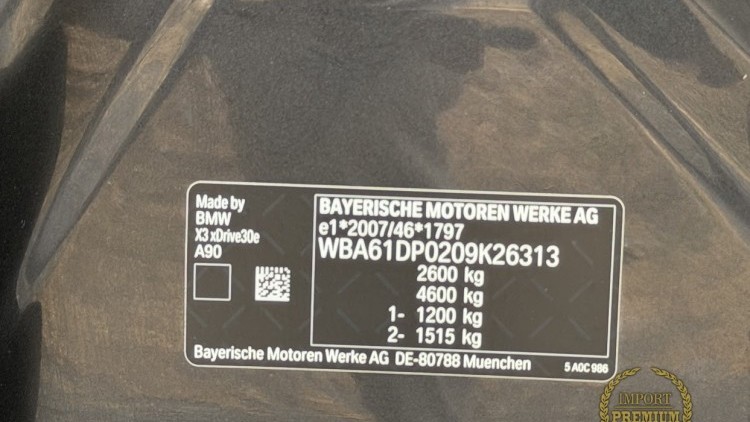 Made by
BMW
X3 xDrive30e
A90
BAYERISCHE MOTOREN WERKE AG
e1*2007/46*1797
WBA61DP0209K26313
2600 kg
4600 kg
1- 1200 kg
2- 1515 kg
Bayerische Motoren Werke AG DE-80788 Muenchen
5 A0C 986
IMPORT
PREMIUM